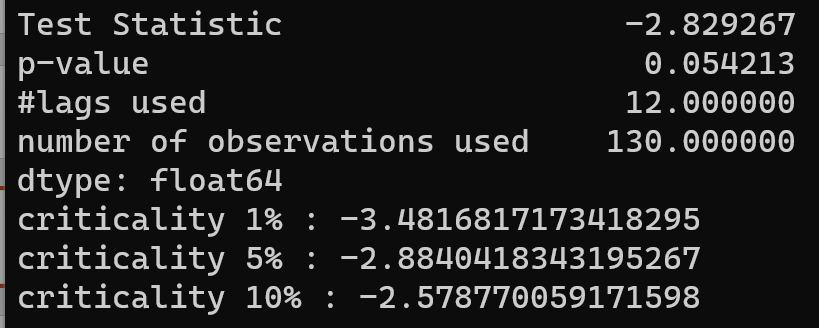 Test Statistic -2.829267
p-value 0.054213
#lags used 12.000000
number of observations used 130.000000
dtype: float64
criticality 1% : -3.4816817173418295
criticality 5% : -2.8840418343195267
criticality 10% : -2.578770059171598